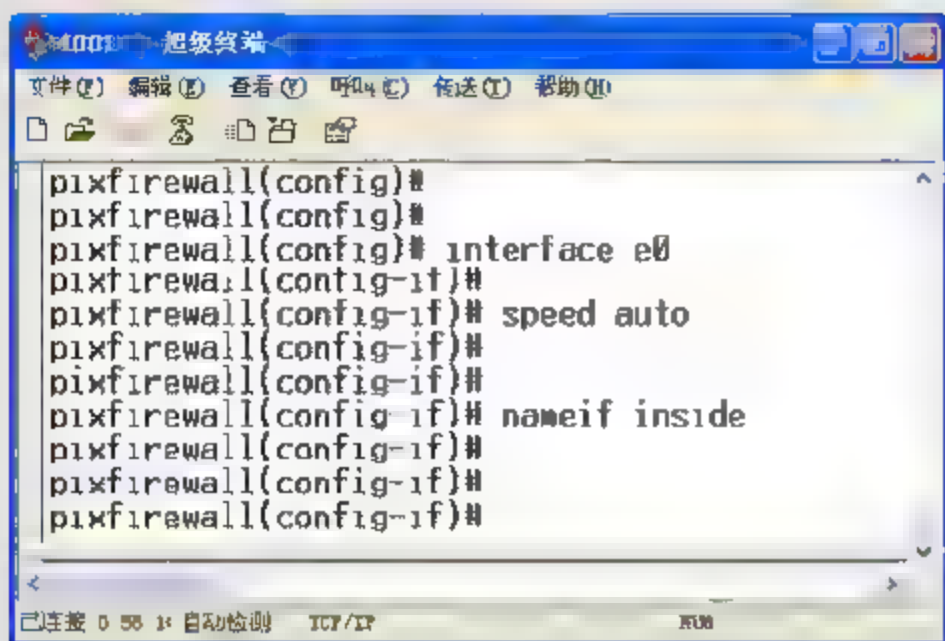 超级终端
文件(F) 编辑(E) 查看(V) 呼叫(C) 传送(T) 帮助(H)
pixfirewall(config)#
pixfirewall(config)#
pixfirewall(config)# interface e0
pixfirewall(config-if)#
pixfirewall(config-if)# speed auto
pixfirewall(config-if)#
pixfirewall(config-if)#
pixfirewall(config-if)# nameif inside
pixfirewall(config-if)#
pixfirewall(config-if)#
pixfirewall(config-if)#
已连接 自动检测 TCP/IP NUM